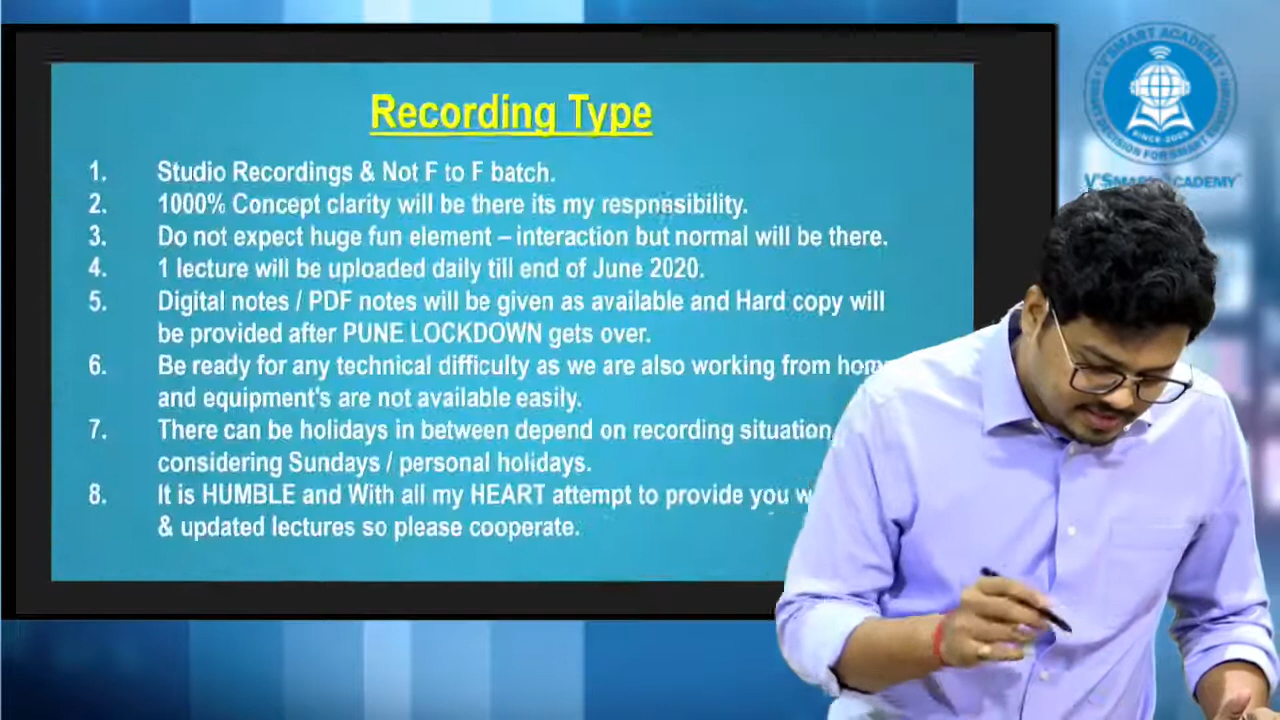 Recording Type
1. Studio Recordings & Not F to F batch.
2. 1000% Concept clarity will be there its my respnasibility.
3. Do not expect huge fun element – interaction but normal will be there.
4. 1 lecture will be uploaded daily till end of June 2020.
5. Digital notes / PDF notes will be given as available and Hard copy will
be provided after PUNE LOCKDOWN gets over.
6. Be ready for any technical difficulty as we are also working from
and equipment's are not available easily.
7. There can be holidays in between depend on recording situation
considering Sundays / personal holidays.
8. It is HUMBLE and With all my HEART attempt to provide you
& updated lectures so please cooperate.
V'SMART ACADEMY
SINCE 2005